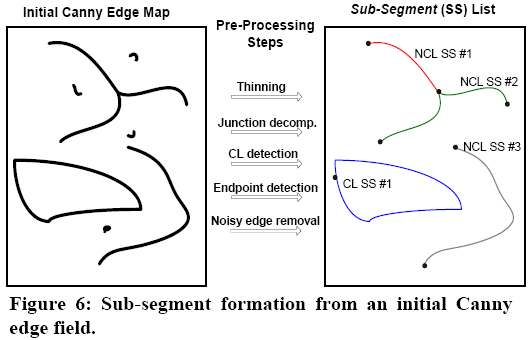 Initial Canny Edge Map
Pre-Processing
Steps
Thinning
Junction decomp.
CL detection
Endpoint detection
Noisy edge removal
Sub-Segment (SS) List
NCL SS #1
NCL SS #2
NCL SS #3
CL SS #1
Figure 6: Sub-segment formation from an initial Canny
edge field.